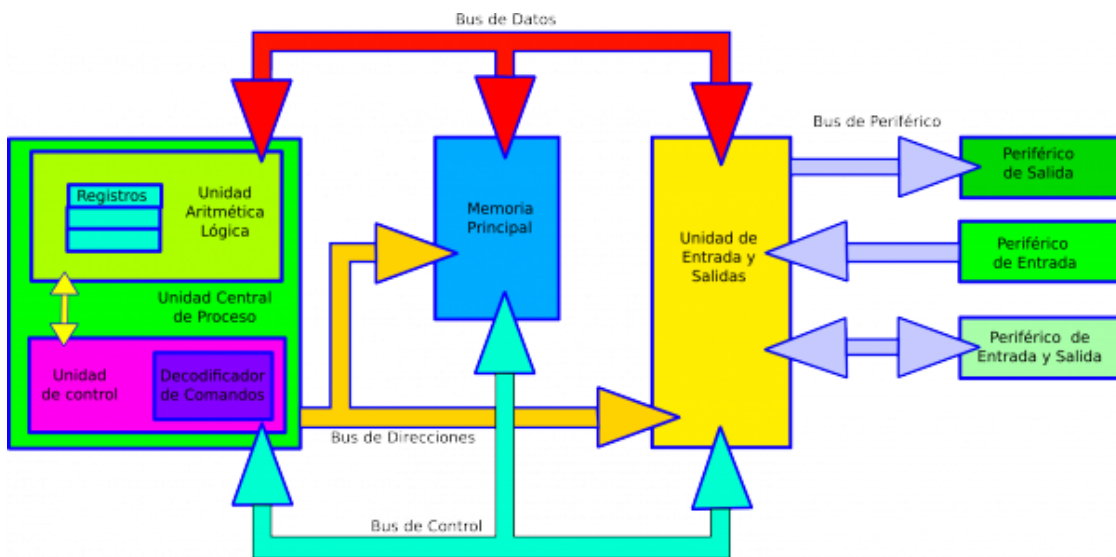 Bus de Datos
Bus de Periférico
Registros
Unidad
Aritmética
Lógica
Unidad Central
de Proceso
Unidad
de control
Decodificador
de Comandos
Memoria
Principal
Unidad de
Entrada y
Salidas
Periférico
de Salida
Periférico
de Entrada
Periférico de
Entrada y Salida
Bus de Direcciones
Bus de Control